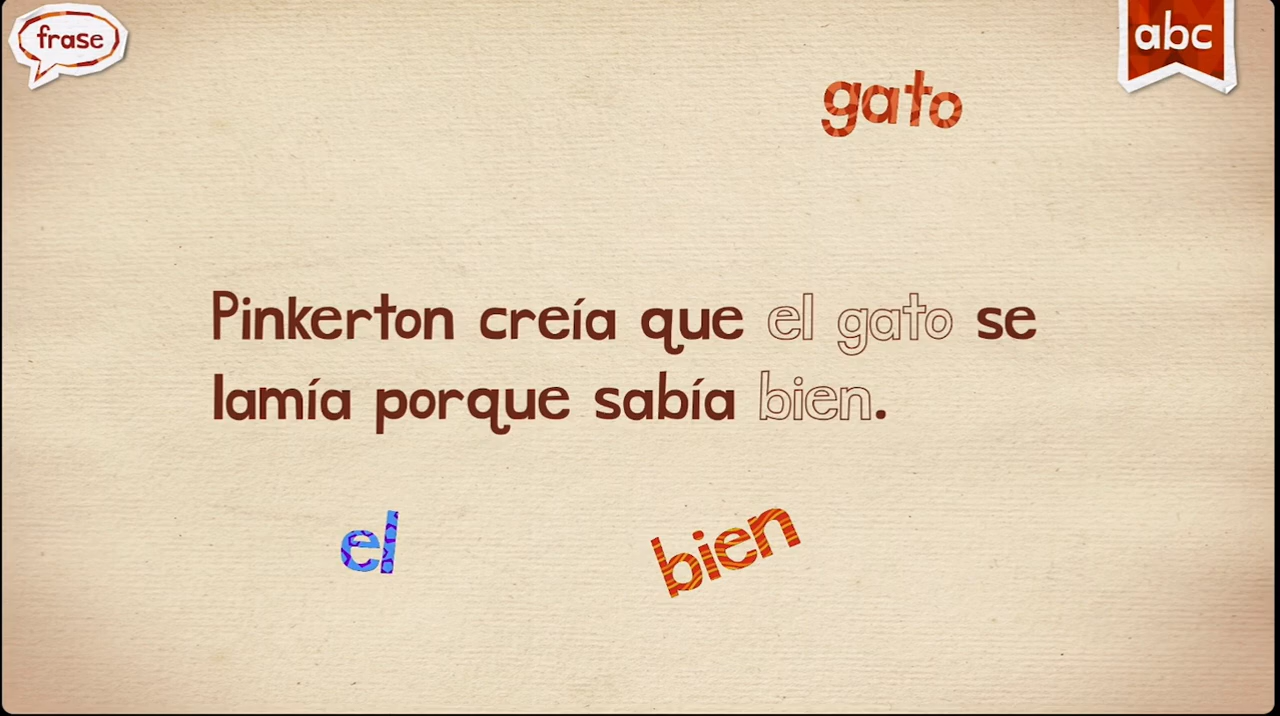 frase
abc
gato
Pinkerton creía que el gato se
lamía porque sabía bien.
el
bien